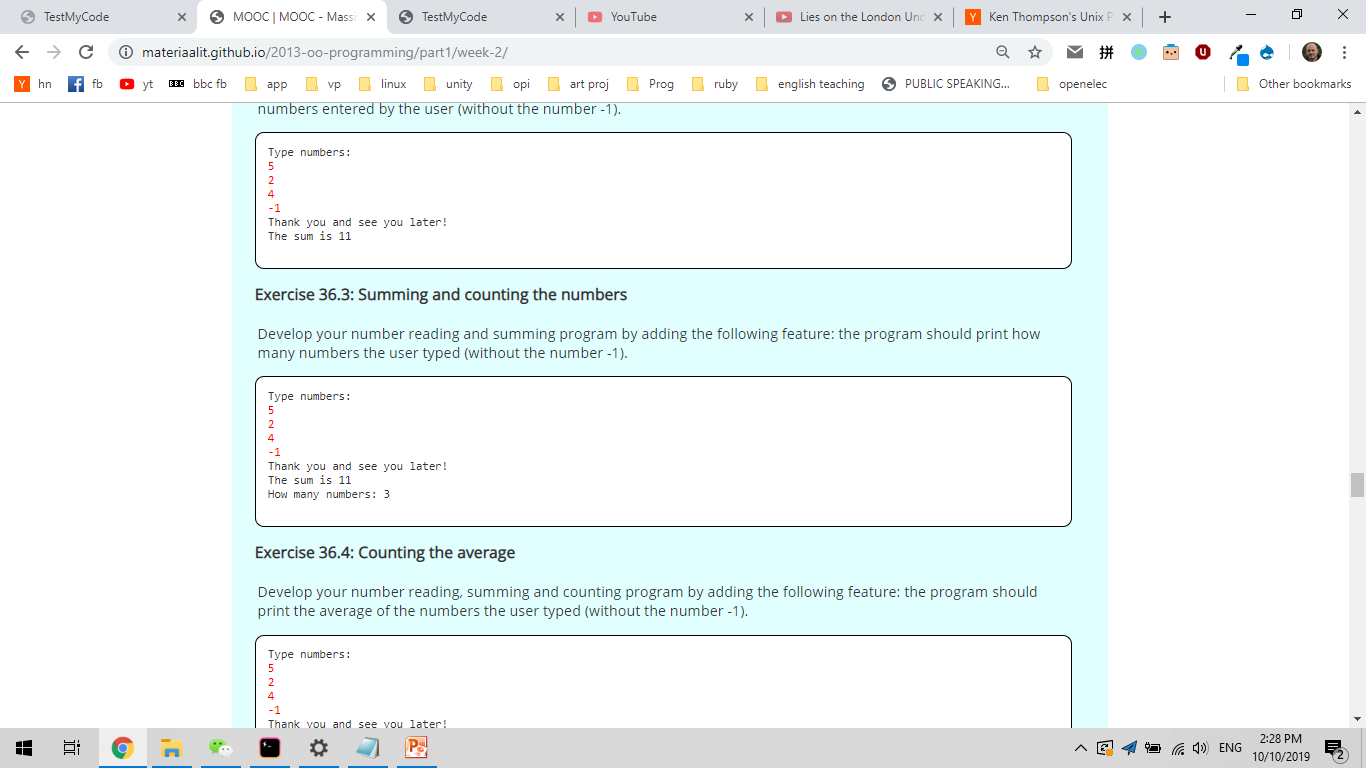 TestMyCode
MOOC | MOOC - Massi
TestMyCode
YouTube
Lies on the London Unc
Ken Thompson's Unix P
materiaalit.github.io/2013-oo-programming/part1/week-2/
hn fb yt bbc fb app vp linux unity opi art proj Prog ruby english teaching PUBLIC SPEAKING... openelec Other bookmarks
numbers entered by the user (without the number -1).
Type numbers:
5
2
4
-1
Thank you and see you later!
The sum is 11
Exercise 36.3: Summing and counting the numbers
Develop your number reading and summing program by adding the following feature: the program should print how
many numbers the user typed (without the number -1).
Type numbers:
5
2
4
-1
Thank you and see you later!
The sum is 11
How many numbers: 3
Exercise 36.4: Counting the average
Develop your number reading, summing and counting program by adding the following feature: the program should
print the average of the numbers the user typed (without the number -1).
Type numbers:
5
2
4
-1
Thank you and see you later!
ENG
2:28 PM
10/10/2019
2